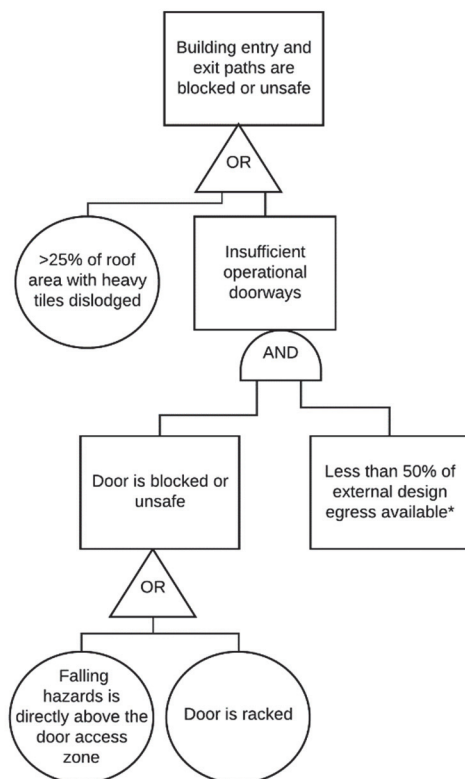 Building entry and
exit paths are
blocked or unsafe
OR
>25% of roof
area with heavy
tiles dislodged
Insufficient
operational
doorways
AND
Door is blocked or
unsafe
Less than 50% of
external design
egress available*
OR
Falling
hazards is
directly above the
door access
zone
Door is racked